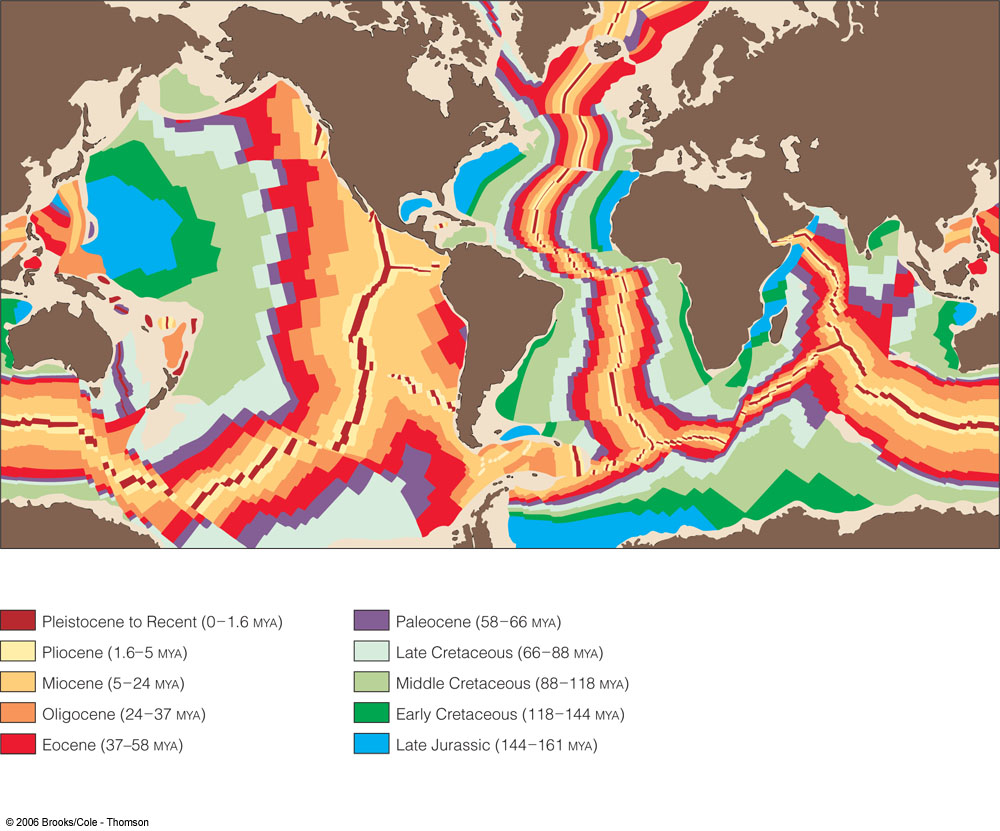 Pleistocene to Recent (0–1.6 MYA)
Pliocene (1.6–5 MYA)
Miocene (5–24 MYA)
Oligocene (24–37 MYA)
Eocene (37–58 MYA)
Paleocene (58–66 MYA)
Late Cretaceous (66–88 MYA)
Middle Cretaceous (88–118 MYA)
Early Cretaceous (118–144 MYA)
Late Jurassic (144–161 MYA)
© 2006 Brooks/Cole - Thomson